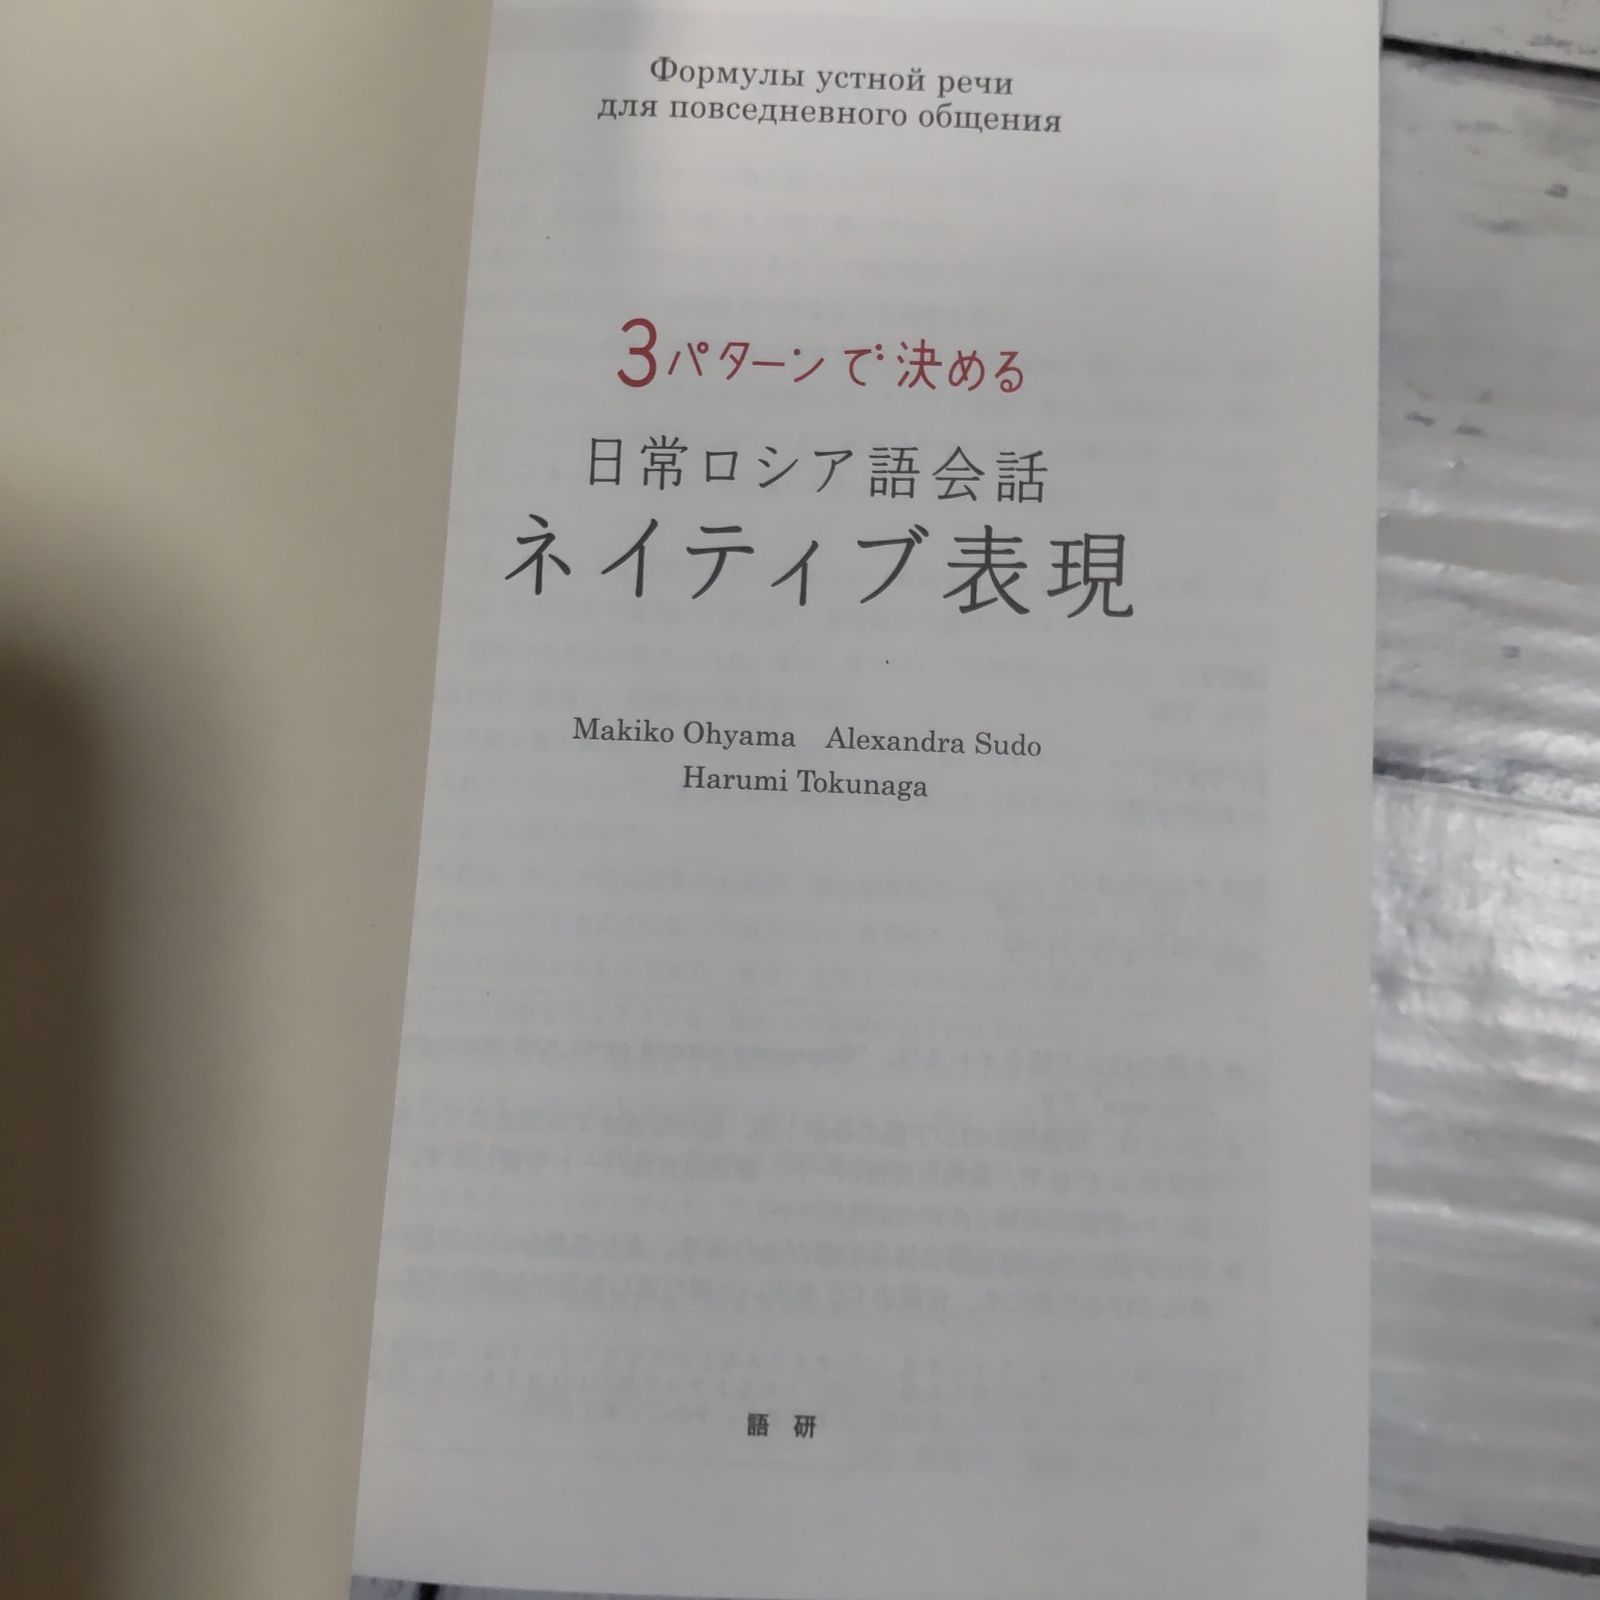 Формулы устной речи
для повседневного общения
3パターンで決める
日常ロシア語会話
ネイティブ表現
Makiko Ohyama Alexandra Sudo
Harumi Tokunaga
語研